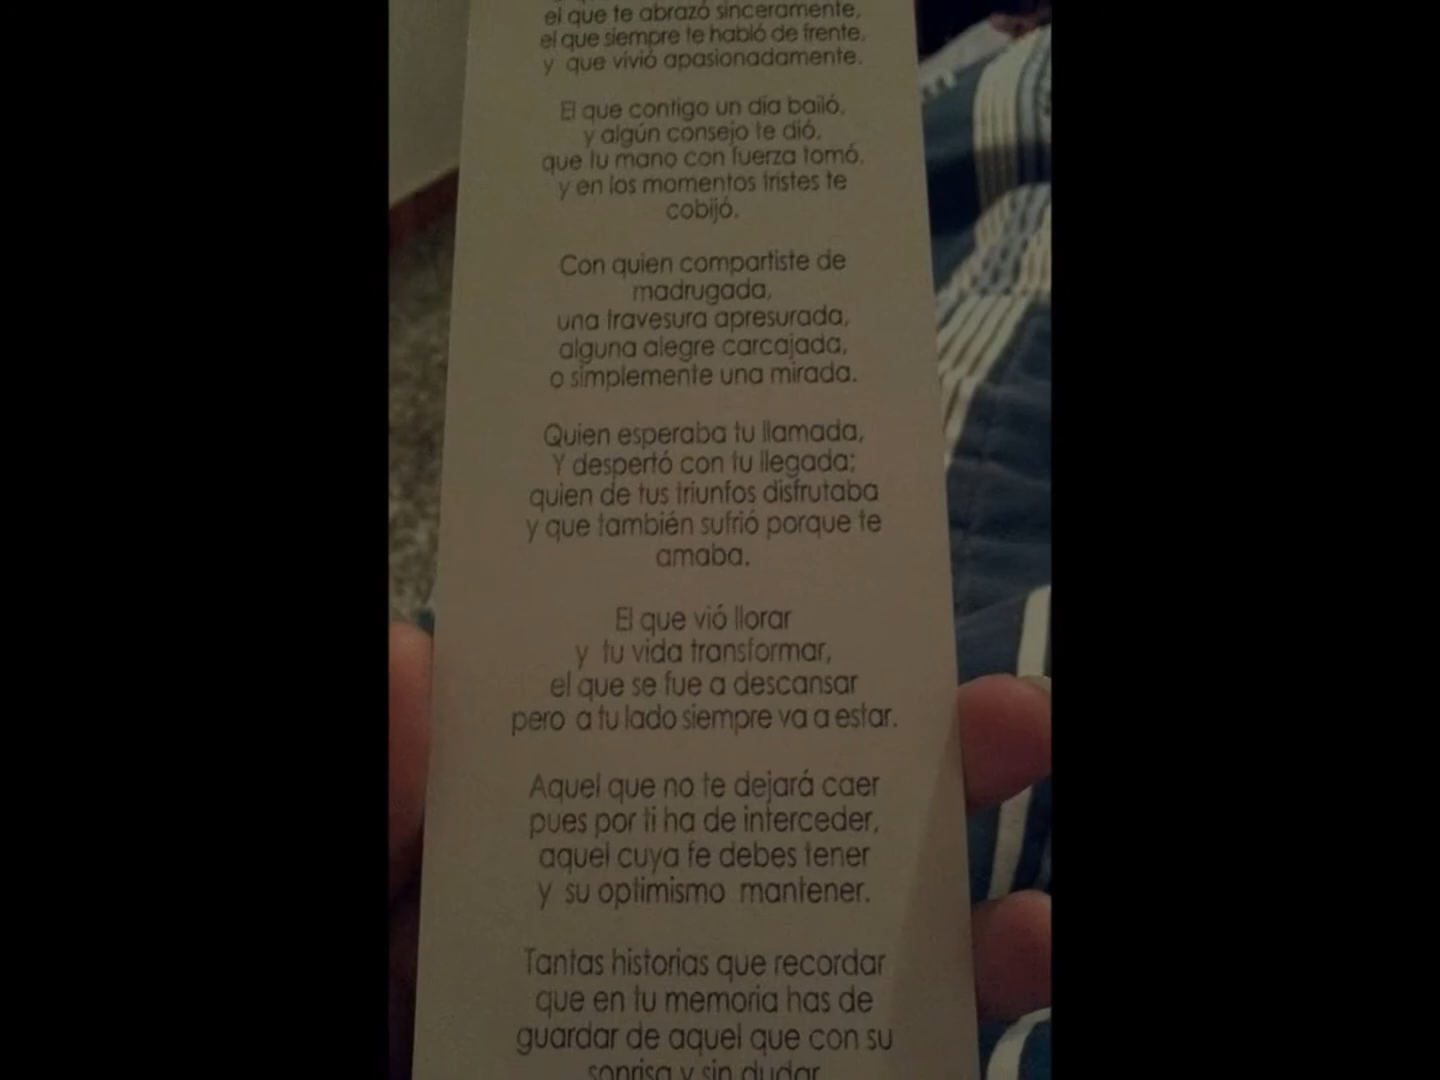 el que te abrazó sinceramente,
el que siempre te habló de frente,
y que vivió apasionadamente.
El que contigo un día bailó,
y algún consejo te dió,
que tu mano con fuerza tomó,
y en los momentos tristes te
cobijó.
Con quien compartiste de
madrugada,
una travesura apresurada,
alguna alegre carcajada,
o simplemente una mirada.
Quien esperaba tu llamada,
Y despertó con tu llegada;
quien de tus triunfos disfrutaba
y que también sufrió porque te
amaba.
El que vió llorar
y tu vida transformar,
el que se fue a descansar
pero a tu lado siempre va a estar.
Aquel que no te dejará caer
pues por ti ha de interceder,
aquel cuya fe debes tener
y su optimismo mantener.
Tantas historias que recordar
que en tu memoria has de
guardar de aquel que con su
sonrisa y sin dudar